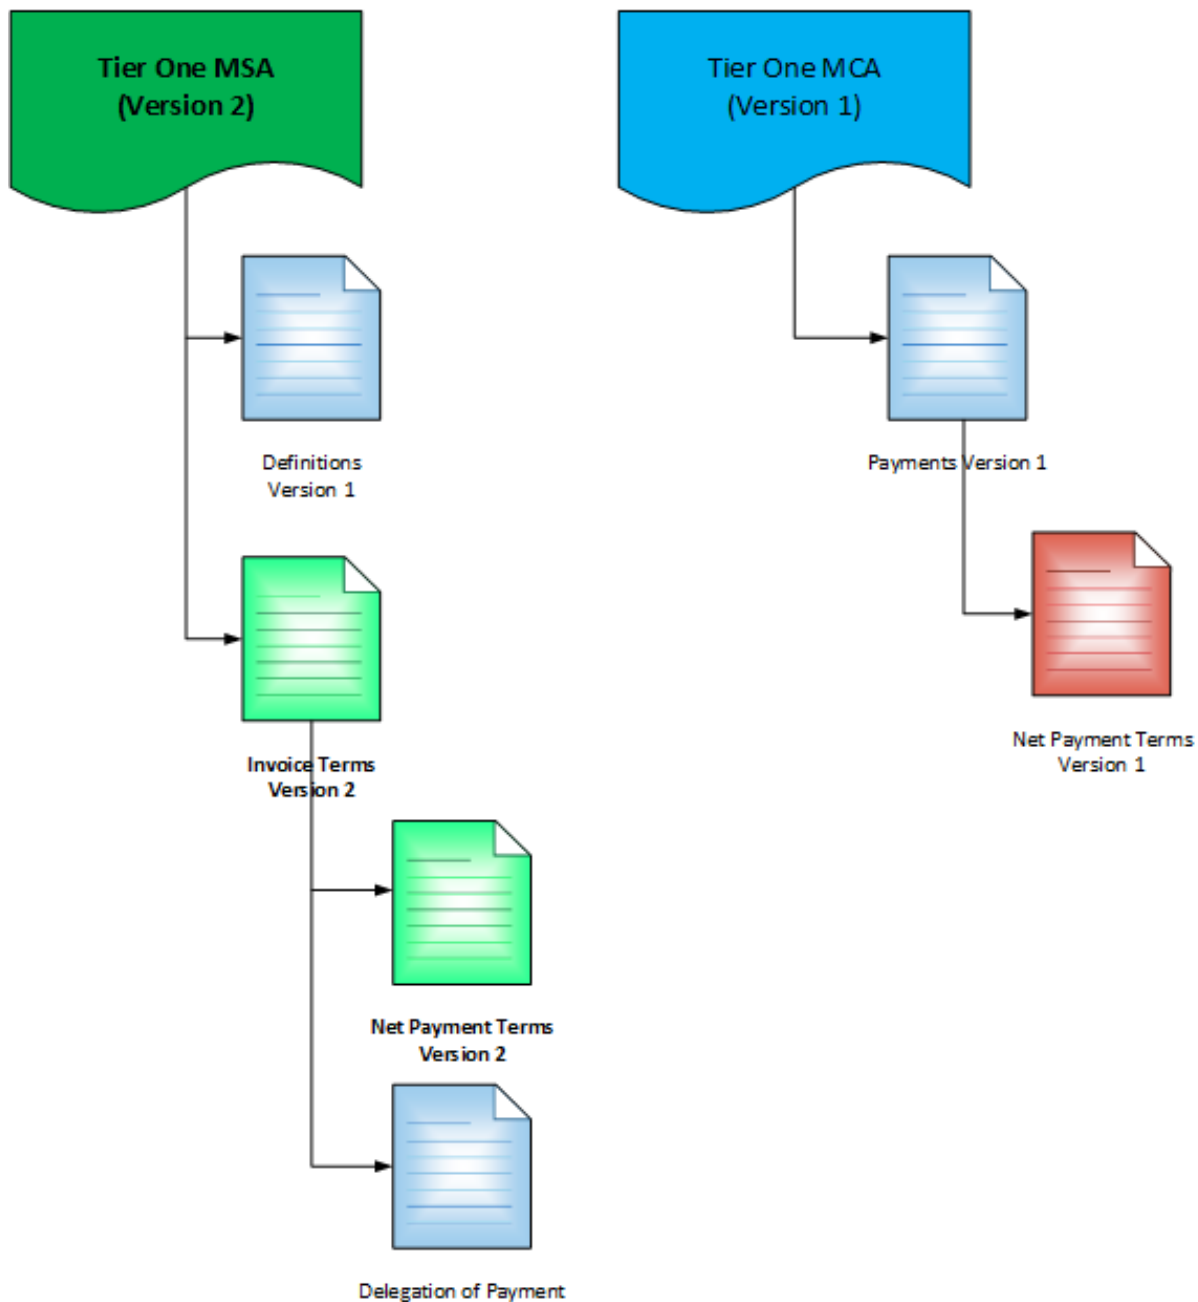 Tier One MSA
(Version 2)
Tier One MCA
(Version 1)
Definitions
Version 1
Payments Version 1
Invoice Terms
Version 2
Net Payment Terms
Version 1
Net Payment Terms
Version 2
Delegation of Payment